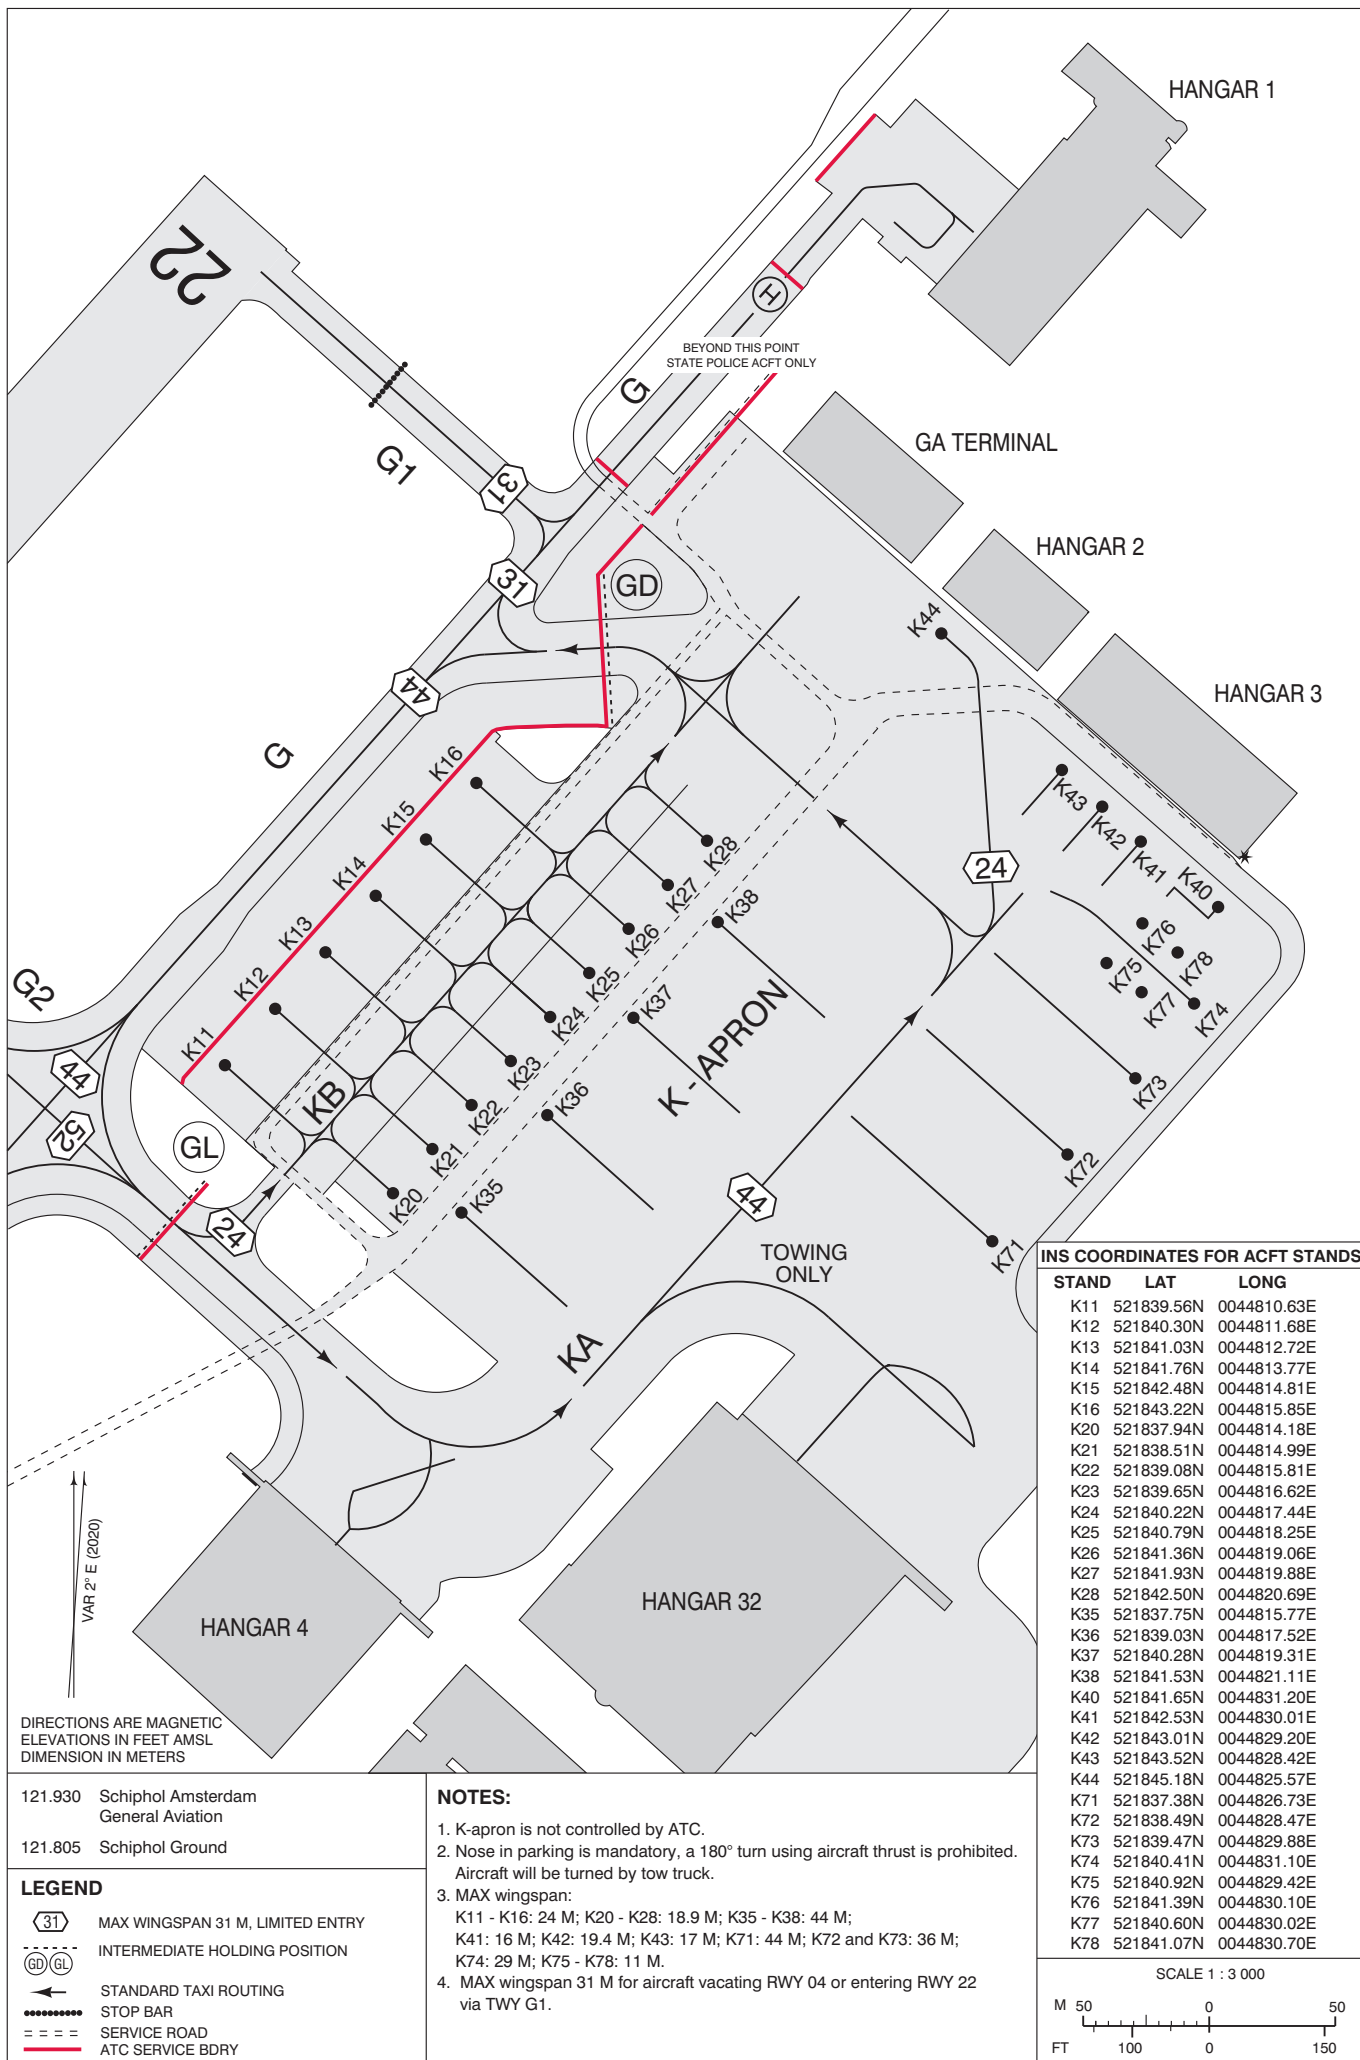 HANGAR 1
22
H
BEYOND THIS POINT
STATE POLICE ACFT ONLY
G
GA TERMINAL
G1
31
HANGAR 2
31
GD
K44
44
HANGAR 3
G
K16
K43
K15
K42
K28
K41
K14
24
K40
K27
K38
K13
K26
K76
K12
K25
K75
K78
G2
K24
K37
K77
K74
K11
K-APRON
K23
44
KB
K22
K36
K73
52
GL
K21
K72
K20
K35
44
24
K71
TOWING
ONLY
KA
VAR 2° E (2020)
HANGAR 32
HANGAR 4
DIRECTIONS ARE MAGNETIC
ELEVATIONS IN FEET AMSL
DIMENSION IN METERS
INS COORDINATES FOR ACFT STANDS
STAND LAT LONG
K11 521839.56N 0044810.63E
K12 521840.30N 0044811.68E
K13 521841.03N 0044812.72E
K14 521841.76N 0044813.77E
K15 521842.48N 0044814.81E
K16 521843.22N 0044815.85E
K20 521837.94N 0044814.18E
K21 521838.51N 0044814.99E
K22 521839.08N 0044815.81E
K23 521839.65N 0044816.62E
K24 521840.22N 0044817.44E
K25 521840.79N 0044818.25E
K26 521841.36N 0044819.06E
K27 521841.93N 0044819.88E
K28 521842.50N 0044820.69E
K35 521837.75N 0044815.77E
K36 521839.03N 0044817.52E
K37 521840.28N 0044819.31E
K38 521841.53N 0044821.11E
K40 521841.65N 0044831.20E
K41 521842.53N 0044830.01E
K42 521843.01N 0044829.20E
K43 521843.52N 0044828.42E
K44 521845.18N 0044825.57E
K71 521837.38N 0044826.73E
K72 521838.49N 0044828.47E
K73 521839.47N 0044829.88E
K74 521840.41N 0044831.10E
K75 521840.92N 0044829.42E
K76 521841.39N 0044830.10E
K77 521840.60N 0044830.02E
K78 521841.07N 0044830.70E
SCALE 1 : 3 000
M 50 0 50
FT 100 0 150
121.930 Schiphol Amsterdam
General Aviation
121.805 Schiphol Ground
LEGEND
31 MAX WINGSPAN 31 M, LIMITED ENTRY
GD GL INTERMEDIATE HOLDING POSITION
STANDARD TAXI ROUTING
STOP BAR
SERVICE ROAD
ATC SERVICE BDRY
NOTES:
1. K-apron is not controlled by ATC.
2. Nose in parking is mandatory, a 180° turn using aircraft thrust is prohibited.
Aircraft will be turned by tow truck.
3. MAX wingspan:
K11 - K16: 24 M; K20 - K28: 18.9 M; K35 - K38: 44 M;
K41: 16 M; K42: 19.4 M; K43: 17 M; K71: 44 M; K72 and K73: 36 M;
K74: 29 M; K75 - K78: 11 M.
4. MAX wingspan 31 M for aircraft vacating RWY 04 or entering RWY 22
via TWY G1.